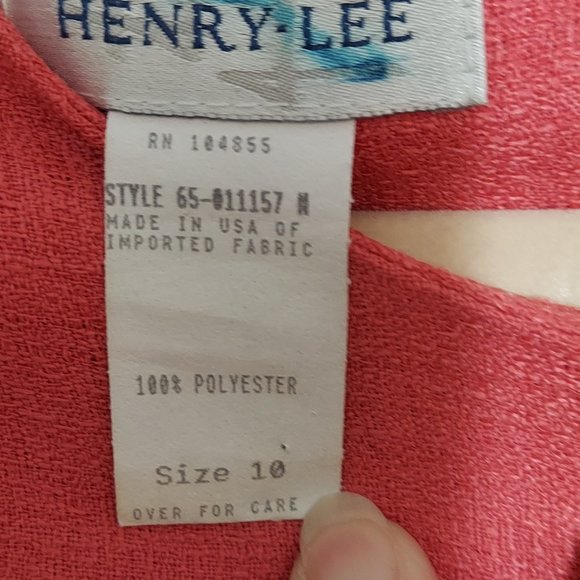 HENRY·LEE
RN 104855
STYLE 65-011157 N
MADE IN USA OF
IMPORTED FABRIC
100% POLYESTER
Size 10
OVER FOR CARE